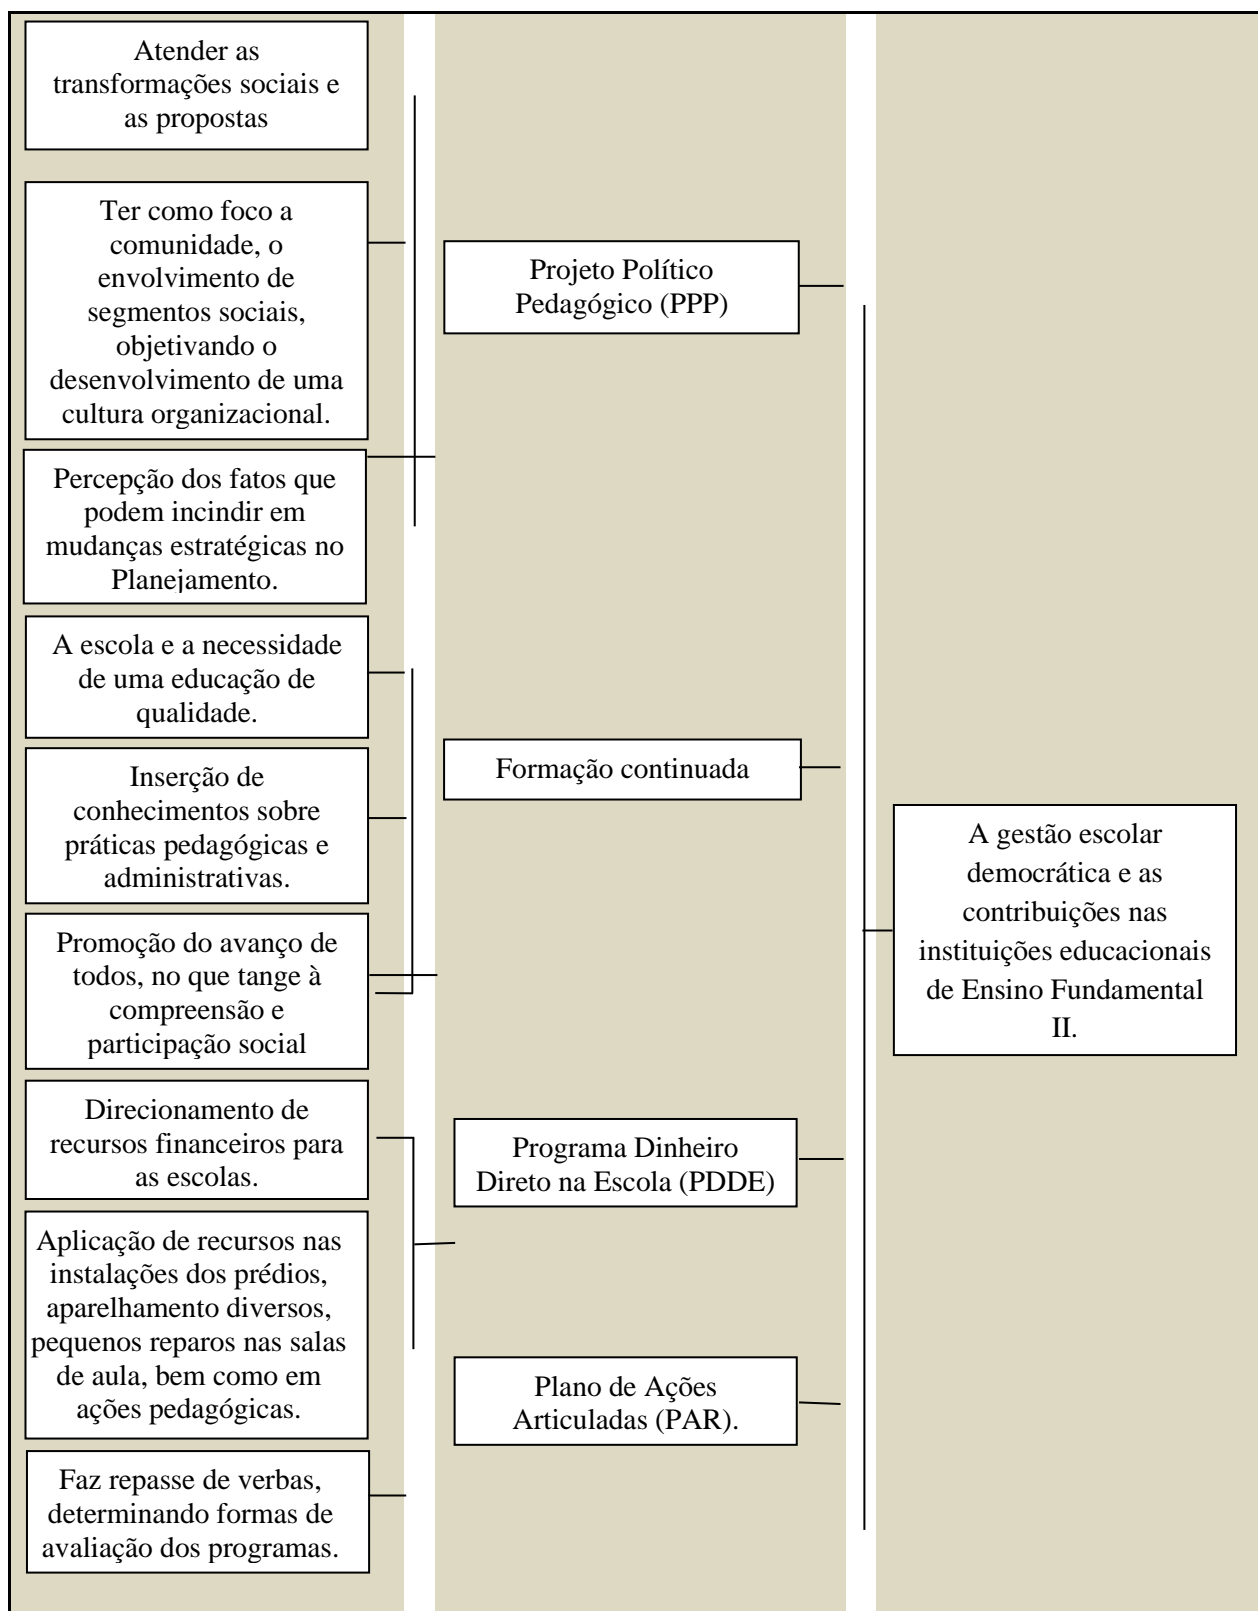 Atender as
transformações sociais e
as propostas
Ter como foco a
comunidade, o
envolvimento de
segmentos sociais,
objetivando o
desenvolvimento de uma
cultura organizacional.
Percepção dos fatos que
podem incindir em
mudanças estratégicas no
Planejamento.
A escola e a necessidade
de uma educação de
qualidade.
Inserção de
conhecimentos sobre
práticas pedagógicas e
administrativas.
Promoção do avanço de
todos, no que tange à
compreensão e
participação social
Direcionamento de
recursos financeiros para
as escolas.
Aplicação de recursos nas
instalações dos prédios,
aparelhamento diversos,
pequenos reparos nas salas
de aula, bem como em
ações pedagógicas.
Faz repasse de verbas,
determinando formas de
avaliação dos programas.
Projeto Político
Pedagógico (PPP)
Formação continuada
Programa Dinheiro
Direto na Escola (PDDE)
Plano de Ações
Articuladas (PAR).
A gestão escolar
democrática e as
contribuições nas
instituições educacionais
de Ensino Fundamental
II.